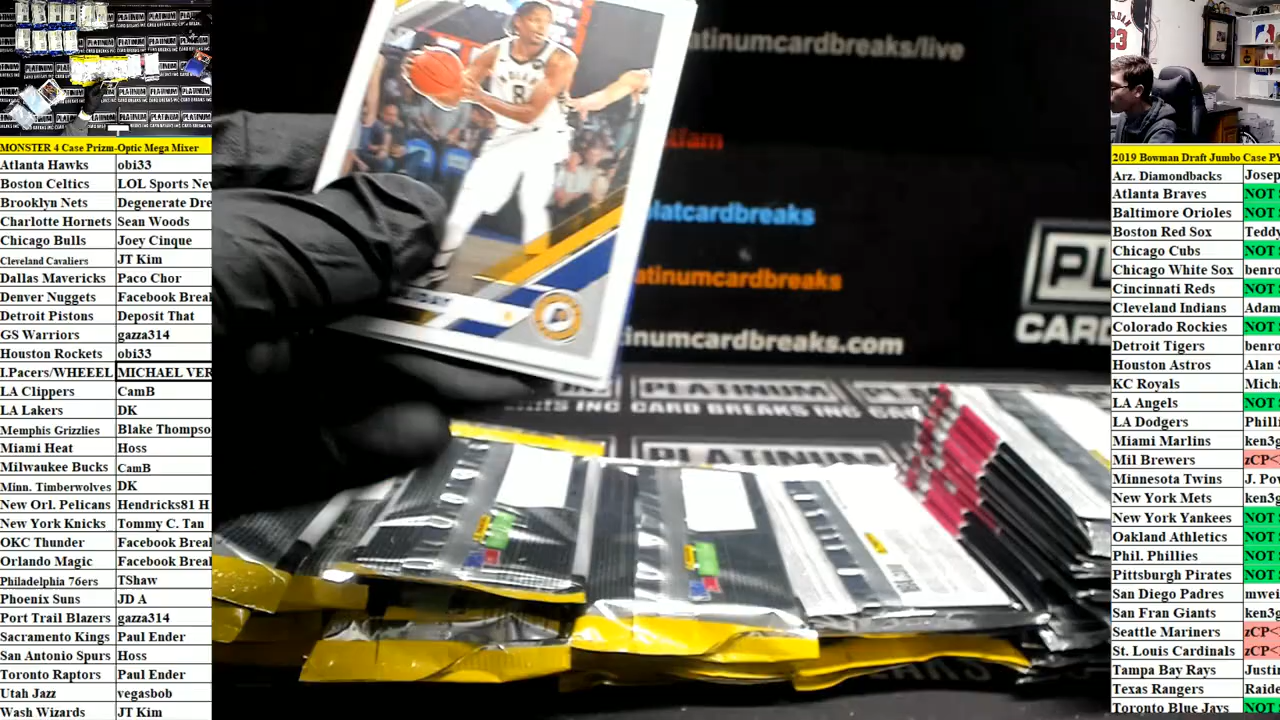 MONSTER 4 Case Prizm-Optic Mega Mixer
Atlanta Hawks obi33
Boston Celtics LOL Sports Nev
Brooklyn Nets Degenerate Dre
Charlotte Hornets Sean Woods
Chicago Bulls Joey Cinque
Cleveland Cavaliers JT Kim
Dallas Mavericks Paco Chor
Denver Nuggets Facebook Break
Detroit Pistons Deposit That
GS Warriors gazza314
Houston Rockets obi33
I.Pacers/WHEEEL MICHAEL VER
LA Clippers CamB
LA Lakers DK
Memphis Grizzlies Blake Thompso
Miami Heat Hoss
Milwaukee Bucks CamB
Minn. Timberwolves DK
New Orl. Pelicans Hendricks81 H
New York Knicks Tommy C. Tan
OKC Thunder Facebook Break
Orlando Magic Facebook Break
Philadelphia 76ers TShaw
Phoenix Suns JD A
Port Trail Blazers gazza314
Sacramento Kings Paul Ender
San Antonio Spurs Hoss
Toronto Raptors Paul Ender
Utah Jazz vegasbob
Wash Wizards JT Kim
INDIANA
8
atinumcardbreaks/live
latcardbreaks
atinumcardbreaks
inumcardbreaks.com
PL
CARD
PLATINUM
CARD BREAKS INC
PLATINUM
23
2019 Bowman Draft Jumbo Case PY
Arz. Diamondbacks Josep
Atlanta Braves NOT S
Baltimore Orioles NOT S
Boston Red Sox Teddy
Chicago Cubs NOT S
Chicago White Sox benro
Cincinnati Reds NOT S
Cleveland Indians Adam
Colorado Rockies NOT S
Detroit Tigers benro
Houston Astros Alan S
KC Royals Micha
LA Angels NOT S
LA Dodgers Philli
Miami Marlins ken3g
Mil Brewers zCP<
Minnesota Twins J. Pov
New York Mets ken3g
New York Yankees NOT S
Oakland Athletics NOT S
Phil. Phillies NOT S
Pittsburgh Pirates NOT S
San Diego Padres mwei
San Fran Giants ken3g
Seattle Mariners zCP<
St. Louis Cardinals zCP<
Tampa Bay Rays Justin
Texas Rangers Raide
Toronto Blue Jays NOT S